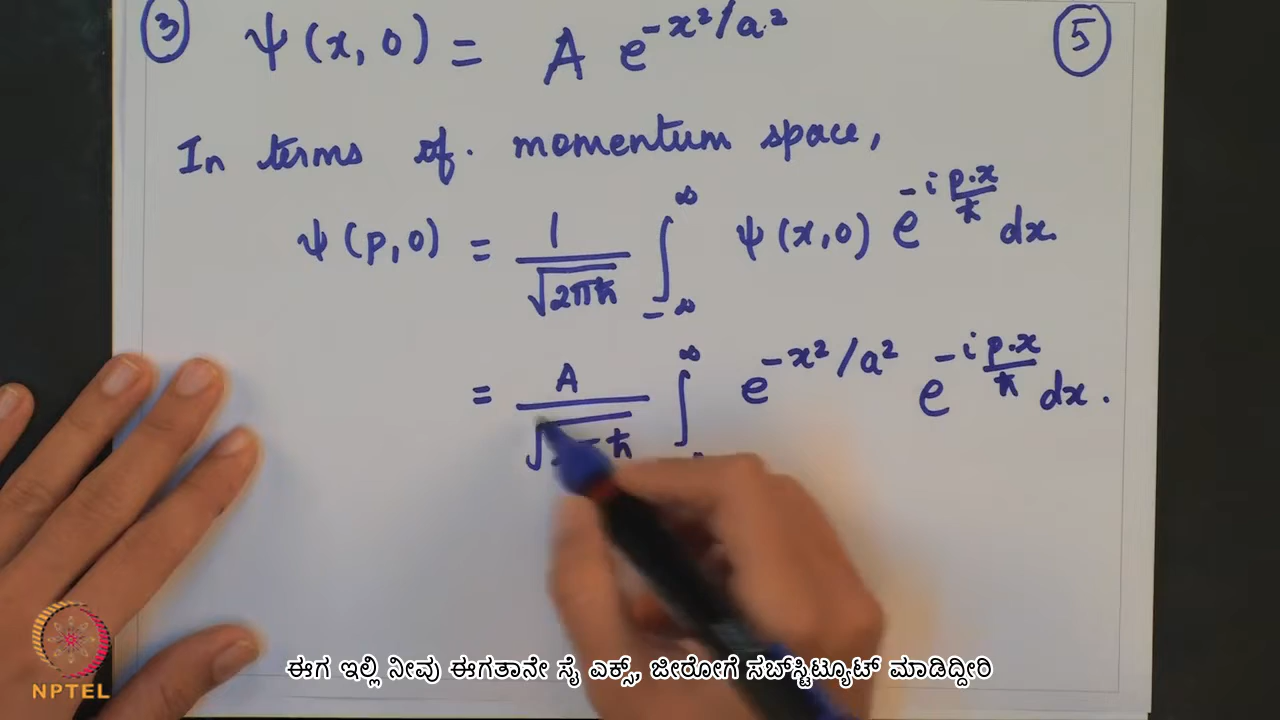 ③ ψ(x, 0) = A e^{-x²/a²} ⑤
In terms of momentum space,
ψ(p, 0) = 1/√(2πħ) ∫_{-∞}^{∞} ψ(x, 0) e^{-i p.x/ħ} dx.
= A/√ ħ ∫^{∞} e^{-x²/a²} e^{-i p.x/ħ} dx.
ಈಗ ಇಲ್ಲಿ ನೀವು ಈಗತಾನೇ ಸೈ ಎಕ್ಸ್, ಜೀರೋಗೆ ಸಬ್‌ಸ್ಟಿಟ್ಯೂಟ್ ಮಾಡಿದ್ದೀರಿ
NPTEL